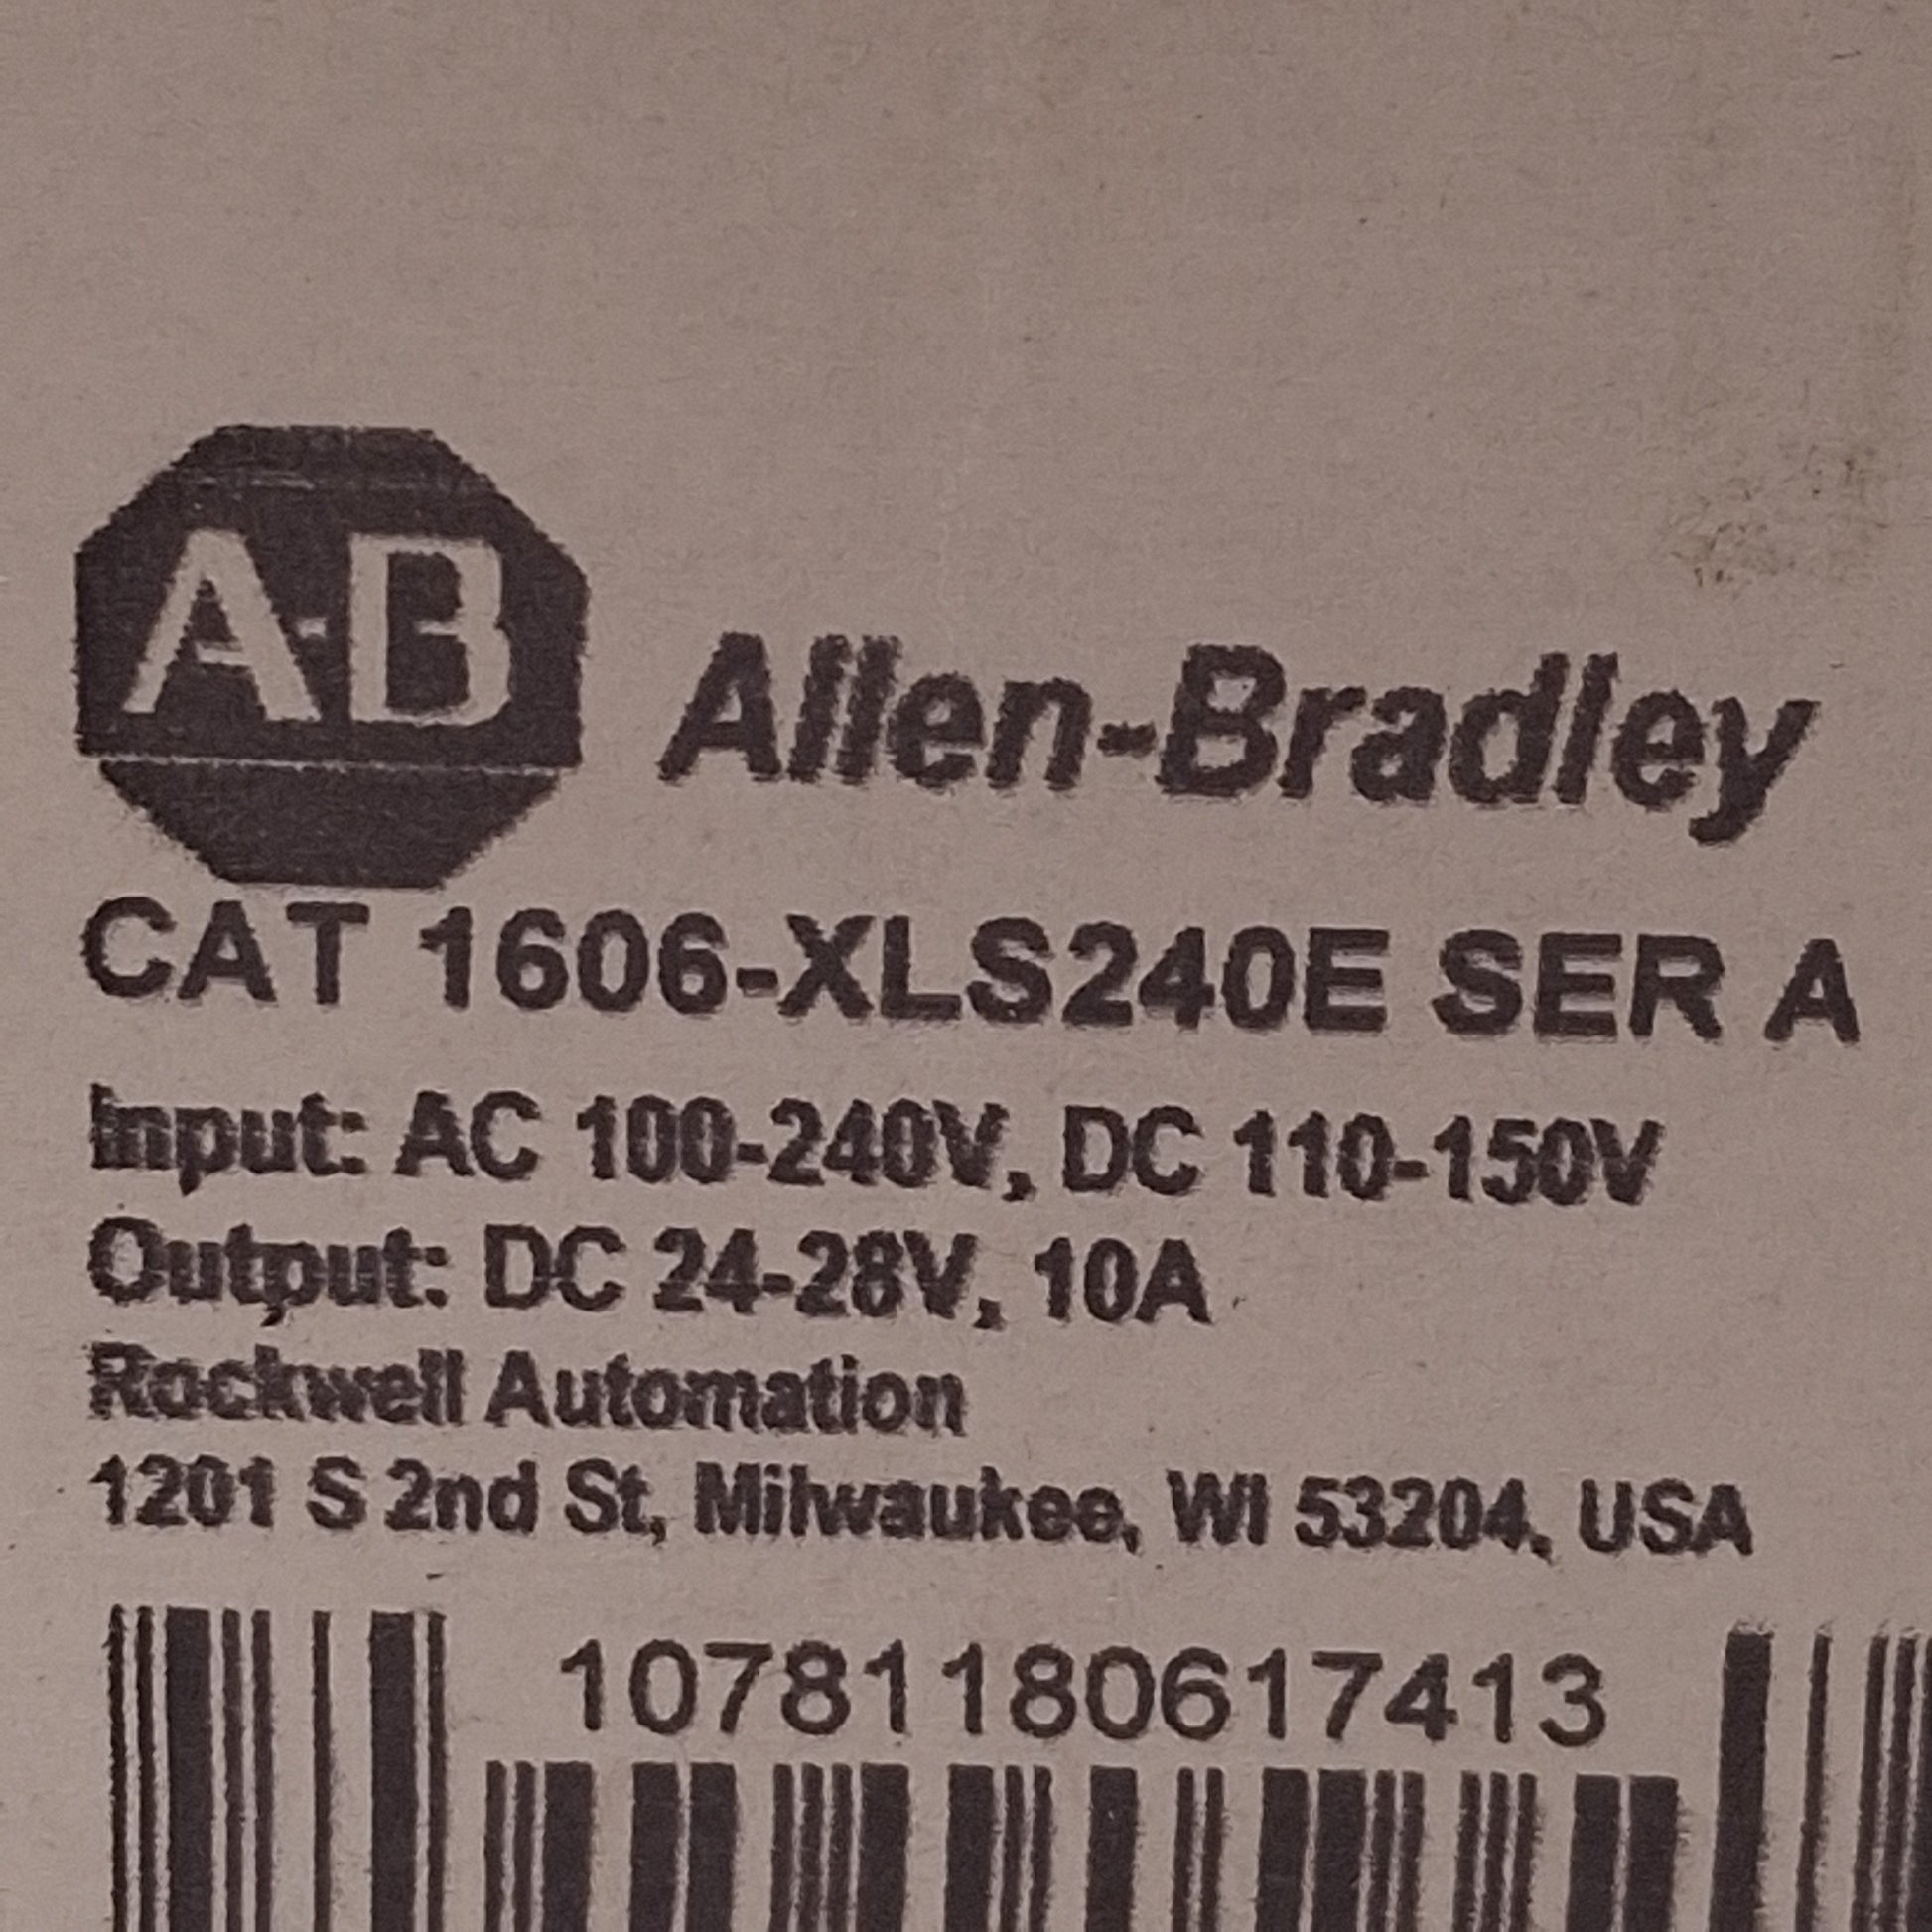 A-B
Allen-Bradley
CAT 1606-XLS240E SER A
Input: AC 100-240V, DC 110-150V
Output: DC 24-28V, 10A
Rockwell Automation
1201 S 2nd St, Milwaukee, WI 53204, USA
10781180617413